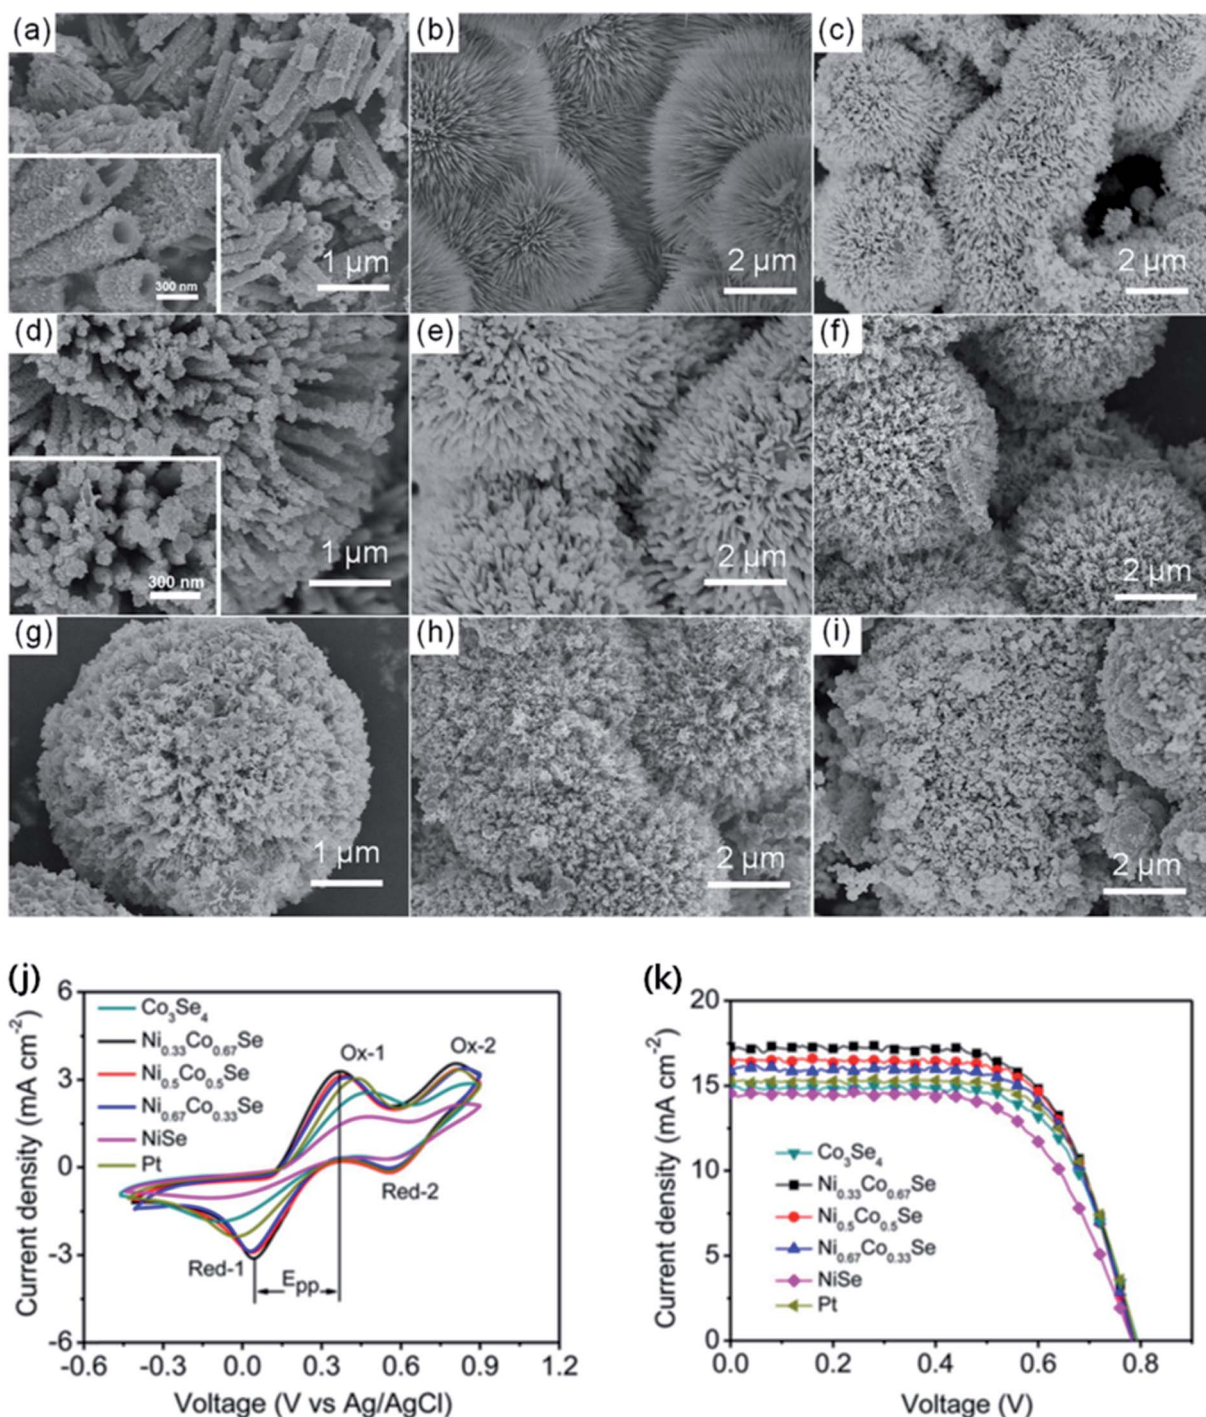 (a) (b) (c)
300 nm
1 μm
2 μm
2 μm
(d) (e) (f)
300 nm
1 μm
2 μm
2 μm
(g) (h) (i)
1 μm
2 μm
2 μm
(j)
Current density (mA cm⁻²)
6
3
0
-3
-6
Co₃Se₄
Ni₀.₃₃Co₀.₆₇Se
Ni₀.₅Co₀.₅Se
Ni₀.₆₇Co₀.₃₃Se
NiSe
Pt
Ox-1
Ox-2
Red-2
Red-1
Epp
-0.6 -0.3 0.0 0.3 0.6 0.9 1.2
Voltage (V vs Ag/AgCl)
(k)
Current density (mA cm⁻²)
20
15
10
5
0
Co₃Se₄
Ni₀.₃₃Co₀.₆₇Se
Ni₀.₅Co₀.₅Se
Ni₀.₆₇Co₀.₃₃Se
NiSe
Pt
0.0 0.2 0.4 0.6 0.8
Voltage (V)